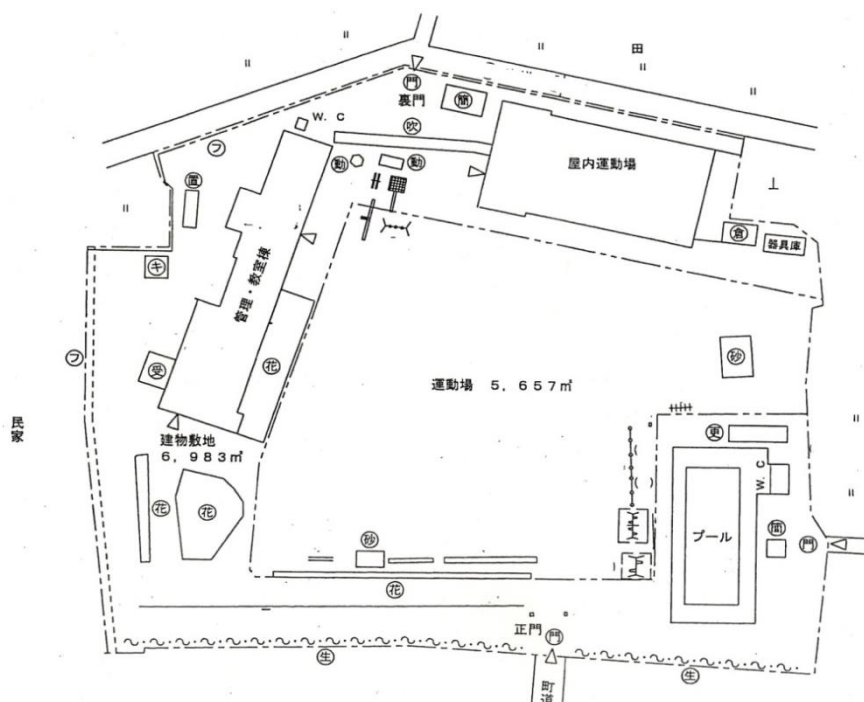 田
門
裏門
簡
W. C
吹
フ
動
動
屋内運動場
置
倉
器具庫
キ
管理・教室棟
花
受
砂
フ
運動場 5,657㎡
民家
更
建物敷地
6,983㎡
W. C
花
花
プール
簡
門
砂
花
正門
門
生
生
町道